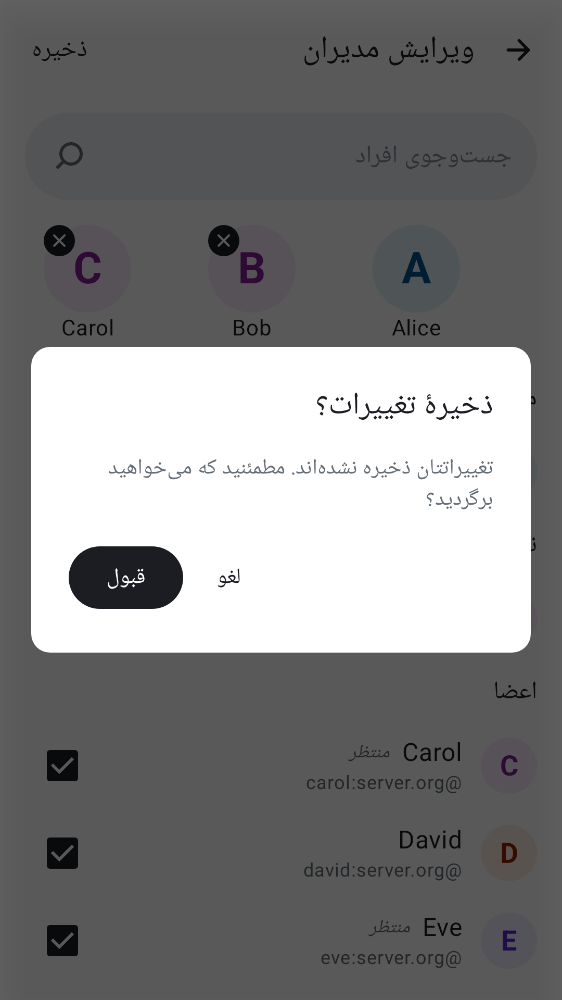 ویرایش مدیران
ذخیره
جست‌وجوی افراد
A
B
C
Alice
Bob
Carol
ذخیرهٔ تغییرات؟
تغییراتتان ذخیره نشده‌اند. مطمئنید که می‌خواهید
برگردید؟
لغو
قبول
اعضا
C
Carol منتظر
@carol:server.org
D
David
@david:server.org
E
Eve منتظر
@eve:server.org